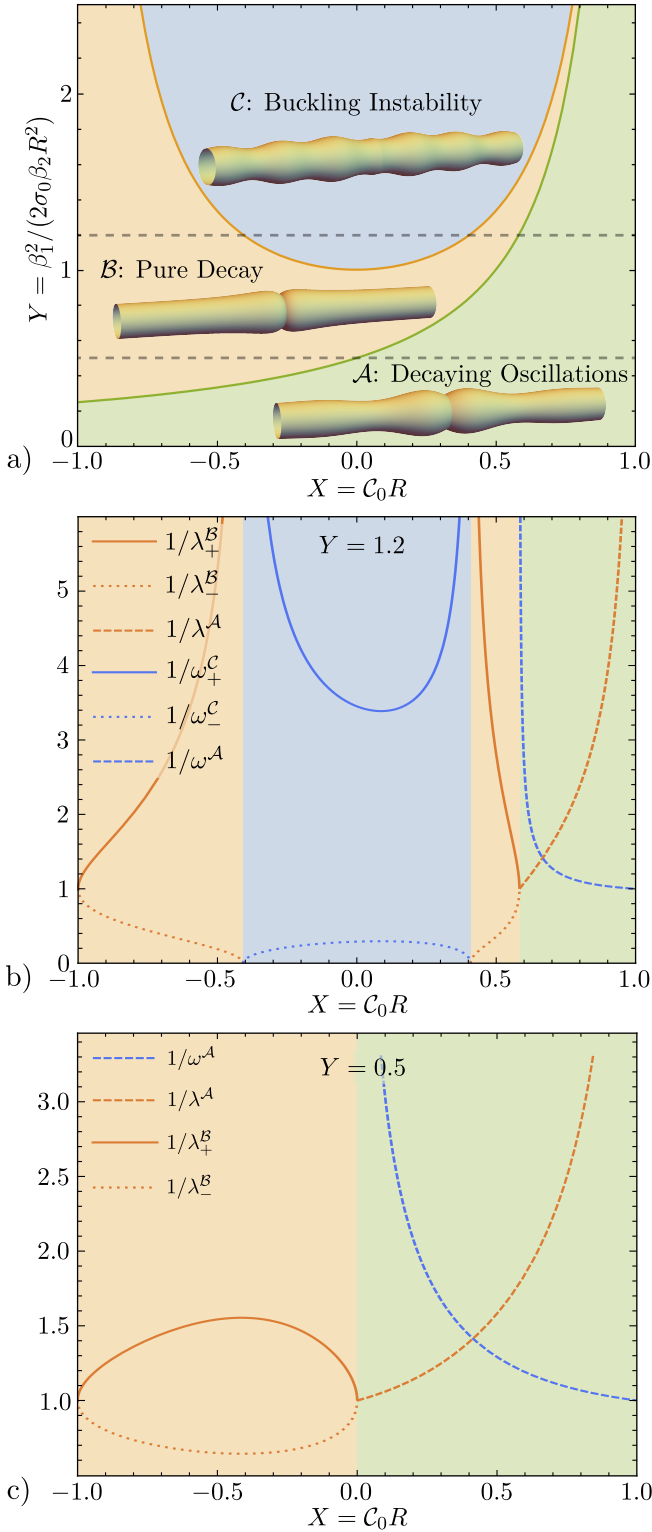 2
𝒞: Buckling Instability
Y = β₁²/(2σ₀β₂R²)
1
ℬ: Pure Decay
𝒜: Decaying Oscillations
0
a)
−1.0 −0.5 0.0 0.5 1.0
X = 𝒞₀R
1/λ₊^ℬ
Y = 1.2
1/λ₋^ℬ
1/λ^𝒜
1/ω₊^𝒞
1/ω₋^𝒞
1/ω^𝒜
5
4
3
2
1
0
b)
−1.0 −0.5 0.0 0.5 1.0
X = 𝒞₀R
1/ω^𝒜
Y = 0.5
1/λ^𝒜
1/λ₊^ℬ
1/λ₋^ℬ
3.0
2.5
2.0
1.5
1.0
c)
−1.0 −0.5 0.0 0.5 1.0
X = 𝒞₀R